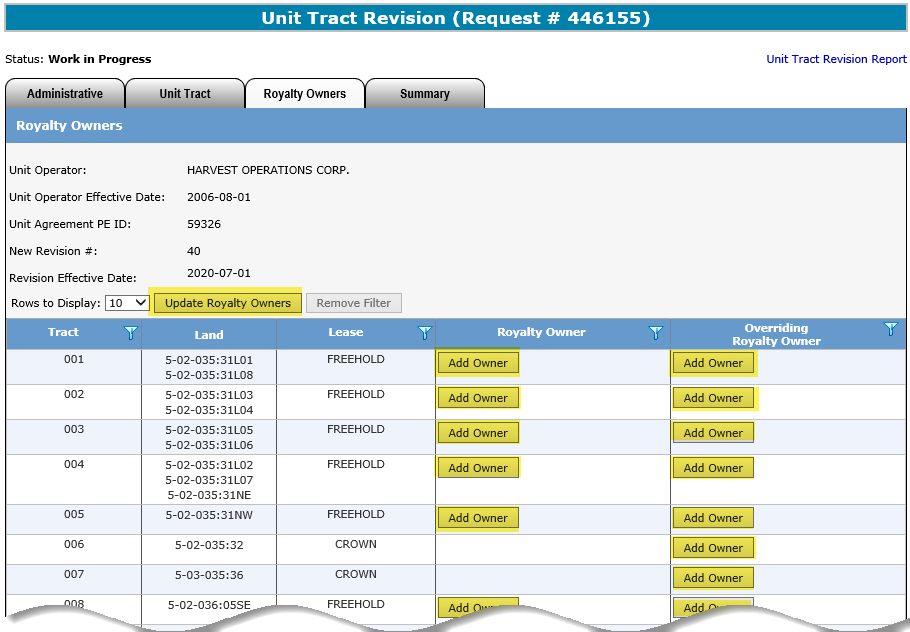 Unit Tract Revision (Request # 446155)
Status: Work in Progress
Unit Tract Revision Report
Administrative
Unit Tract
Royalty Owners
Summary
Royalty Owners
Unit Operator: HARVEST OPERATIONS CORP.
Unit Operator Effective Date: 2006-08-01
Unit Agreement PE ID: 59326
New Revision #: 40
Revision Effective Date: 2020-07-01
Rows to Display: 10 Update Royalty Owners Remove Filter
Tract Land Lease Royalty Owner Overriding
Royalty Owner
001 5-02-035:31L01 FREEHOLD Add Owner Add Owner
5-02-035:31L08
002 5-02-035:31L03 FREEHOLD Add Owner Add Owner
5-02-035:31L04
003 5-02-035:31L05 FREEHOLD Add Owner Add Owner
5-02-035:31L06
004 5-02-035:31L02 FREEHOLD Add Owner Add Owner
5-02-035:31L07
5-02-035:31NE
005 5-02-035:31NW FREEHOLD Add Owner Add Owner
006 5-02-035:32 CROWN Add Owner
007 5-03-035:36 CROWN Add Owner
008 5-02-036:05SE FREEHOLD Add Owner Add Owner